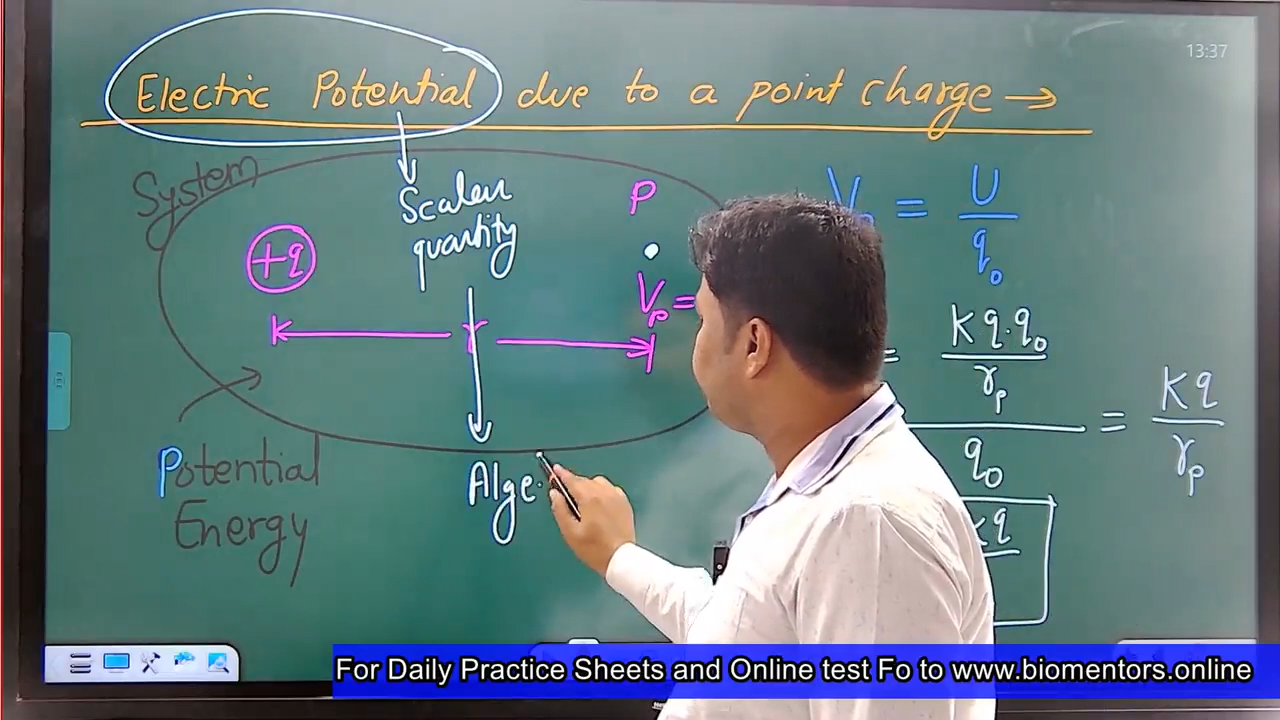 13:37
Electric Potential due to a point charge →
System
Scalar
quantity
P
+q
r
= U
q₀
Vₚ =
= Kq·q₀
rₚ
q₀
= Kq
rₚ
Potential
Energy
Alge
Kq
For Daily Practice Sheets and Online test Fo to www.biomentors.online